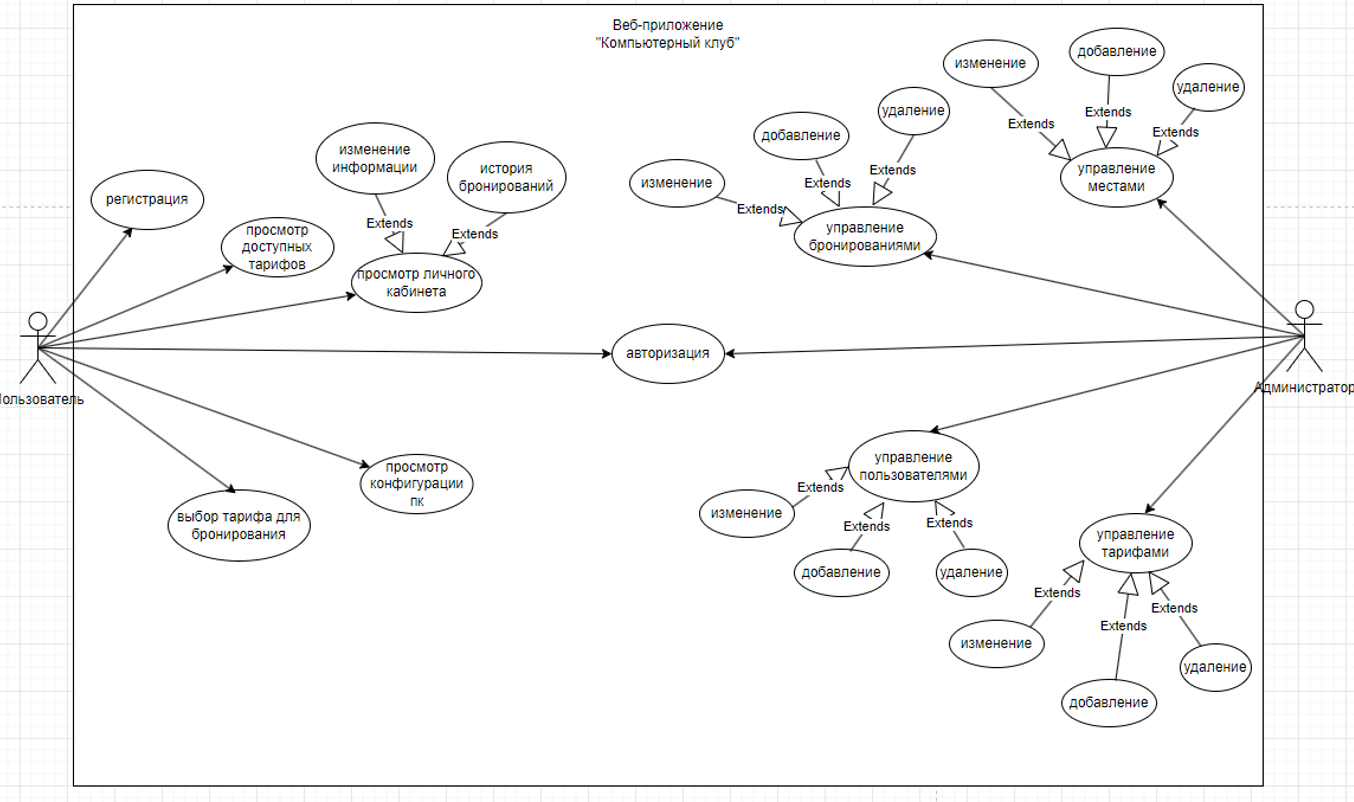 Веб-приложение
"Компьютерный клуб"
изменение
добавление
удаление
Extends
Extends
Extends
управление
местами
изменение
добавление
удаление
Extends
Extends
Extends
управление
бронированиями
изменение
информации
история
бронирований
Extends
Extends
просмотр личного
кабинета
регистрация
просмотр
доступных
тарифов
авторизация
Пользователь
Администратор
просмотр
конфигурации
пк
выбор тарифа для
бронирования
управление
пользователями
Extends
Extends
Extends
изменение
добавление
удаление
управление
тарифами
Extends
Extends
Extends
изменение
добавление
удаление